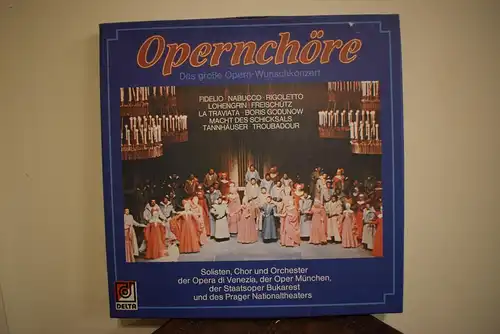 Opernchöre
Das große Opern-Wunschkonzert
FIDELIO · NABUCCO · RIGOLETTO
LOHENGRIN · FREISCHÜTZ
LA TRAVIATA · BORIS GODUNOW
MACHT DES SCHICKSALS
TANNHÄUSER · TROUBADOUR
Solisten, Chor und Orchester
der Opera di Venezia, der Oper München,
der Staatsoper Bukarest
und des Prager Nationaltheaters
DELTA